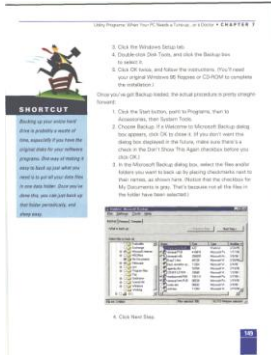 Utility Programs: When Your PC Needs a Tuneup, or a Doctor • CHAPTER 7
3. Click the Windows Setup tab.
4. Double-click Disk Tools, and click the Backup box
to select it.
5. Click OK twice, and follow the instructions. (You'll need
your original Windows 95 floppies or CD-ROM to complete
the installation.)
Once you've got Backup loaded, the actual procedure is pretty straight-
forward:
1. Click the Start button, point to Programs, then to
Accessories, then System Tools.
2. Choose Backup. If a Welcome to Microsoft Backup dialog
box appears, click OK to close it. (If you don't want this
dialog box displayed in the future, make sure there's a
check in the Don't Show This Again checkbox before you
click OK.)
3. In the Microsoft Backup dialog box, select the files and/or
folders you want to back up by placing checkmarks next to
their names, as shown here. (Notice that the checkbox for
My Documents is gray. That's because not all the files in
the folder have been selected.)
SHORTCUT
Backing up your entire hard
drive is probably a waste of
time, especially if you have the
original disks for your software
programs. One way of making it
easy to back up just what you
need is to put all your data files
in one data folder. Once you've
done this, you can just back up
that folder periodically, and
sleep easy.
4. Click Next Step.
149